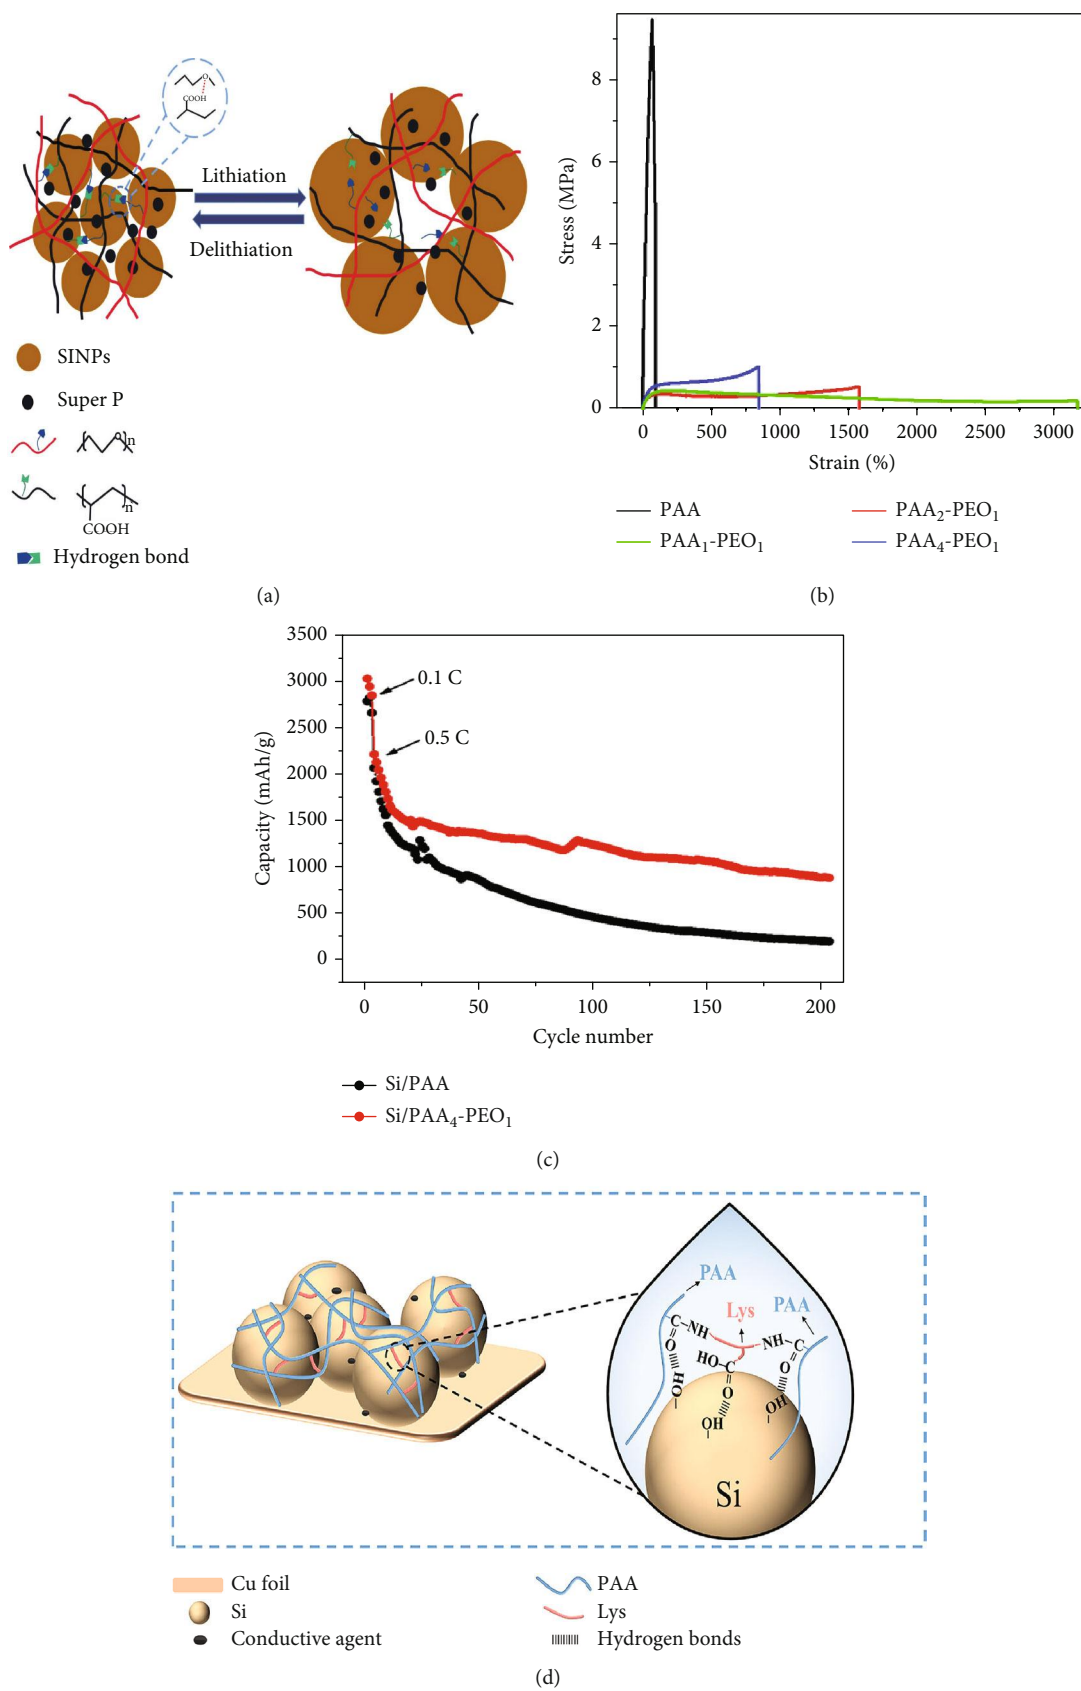 (a)
O
COOH
Lithiation
Delithiation
SINPs
Super P
O
n
n
COOH
Hydrogen bond
(b)
Stress (MPa)
8
6
4
2
0
0 500 1000 1500 2000 2500 3000
Strain (%)
PAA
PAA₂-PEO₁
PAA₁-PEO₁
PAA₄-PEO₁
Capacity (mAh/g)
3500
3000
2500
2000
1500
1000
500
0
0.1 C
0.5 C
0 50 100 150 200
Cycle number
Si/PAA
Si/PAA₄-PEO₁
(c)
PAA
Lys
PAA
C-NH
O
HO
HO
C
O
OH
NH-C
O
OH
Si
Cu foil
PAA
Si
Lys
Conductive agent
Hydrogen bonds
(d)